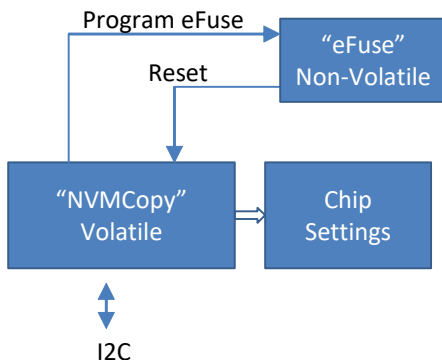 Program eFuse
“eFuse”
Non-Volatile
Reset
“NVMCopy”
Volatile
Chip
Settings
I2C